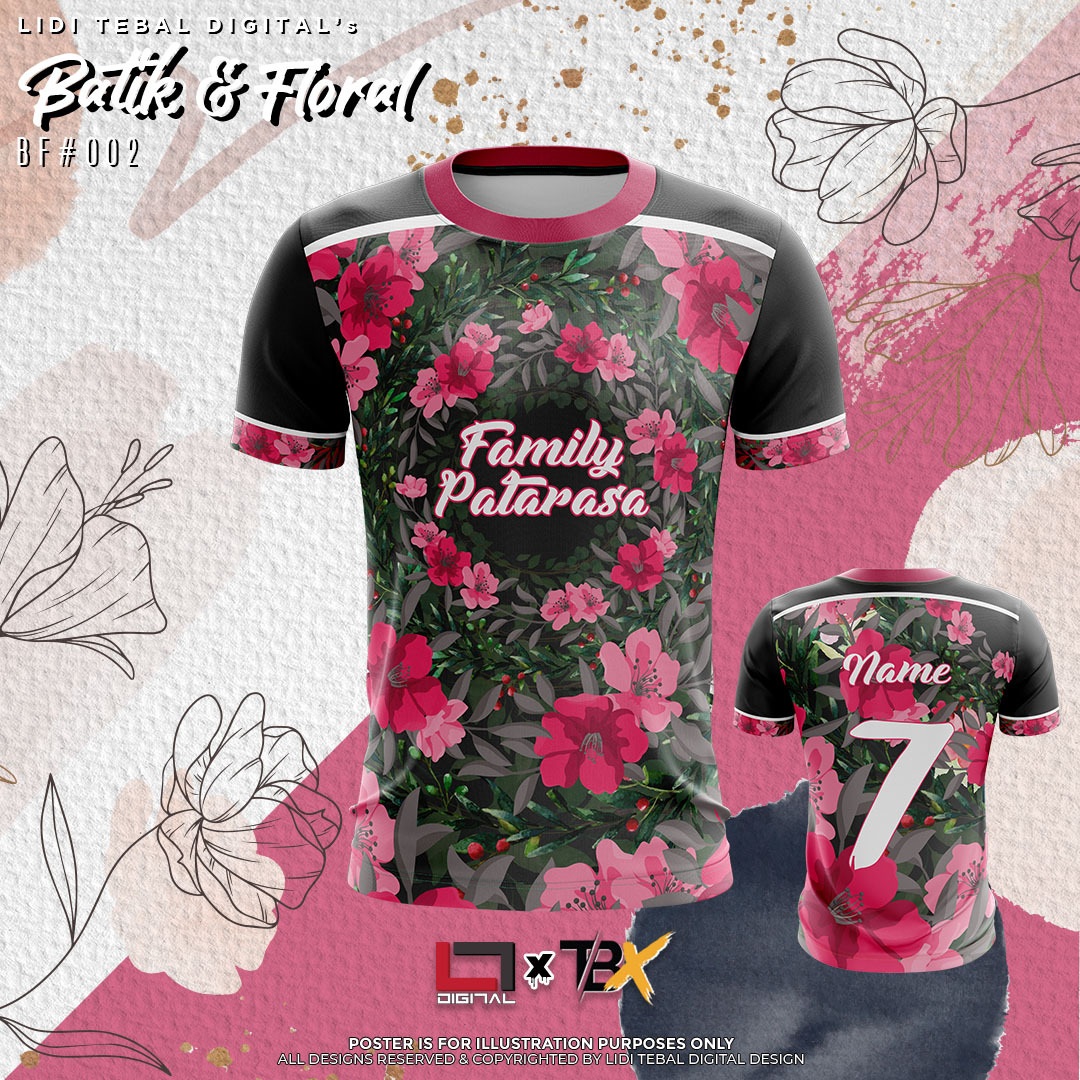 LIDI TEBAL DIGITAL's
Batik & Floral
BF#002
Family
Patarasa
Name
7
DIGITAL x TBX
POSTER IS FOR ILLUSTRATION PURPOSES ONLY
ALL DESIGNS RESERVED & COPYRIGHTED BY LIDI TEBAL DIGITAL DESIGN